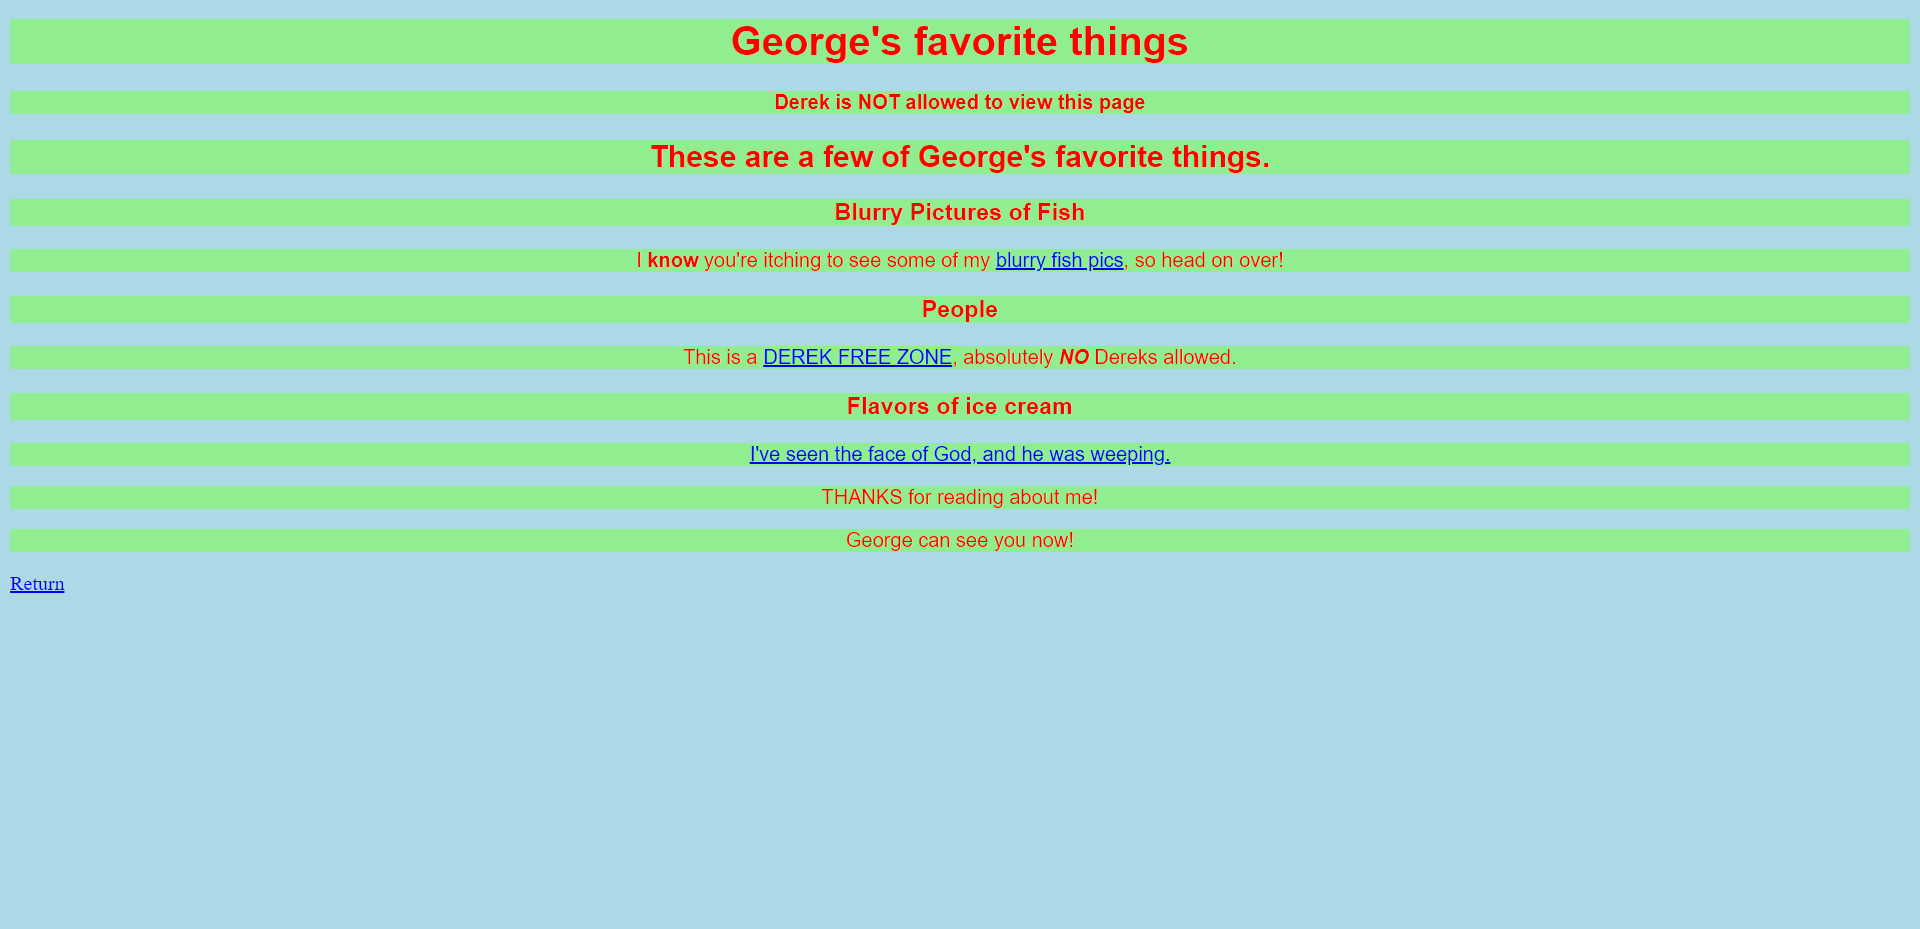 George's favorite things
Derek is NOT allowed to view this page
These are a few of George's favorite things.
Blurry Pictures of Fish
I know you're itching to see some of my blurry fish pics, so head on over!
People
This is a DEREK FREE ZONE, absolutely NO Dereks allowed.
Flavors of ice cream
I've seen the face of God, and he was weeping.
THANKS for reading about me!
George can see you now!
Return